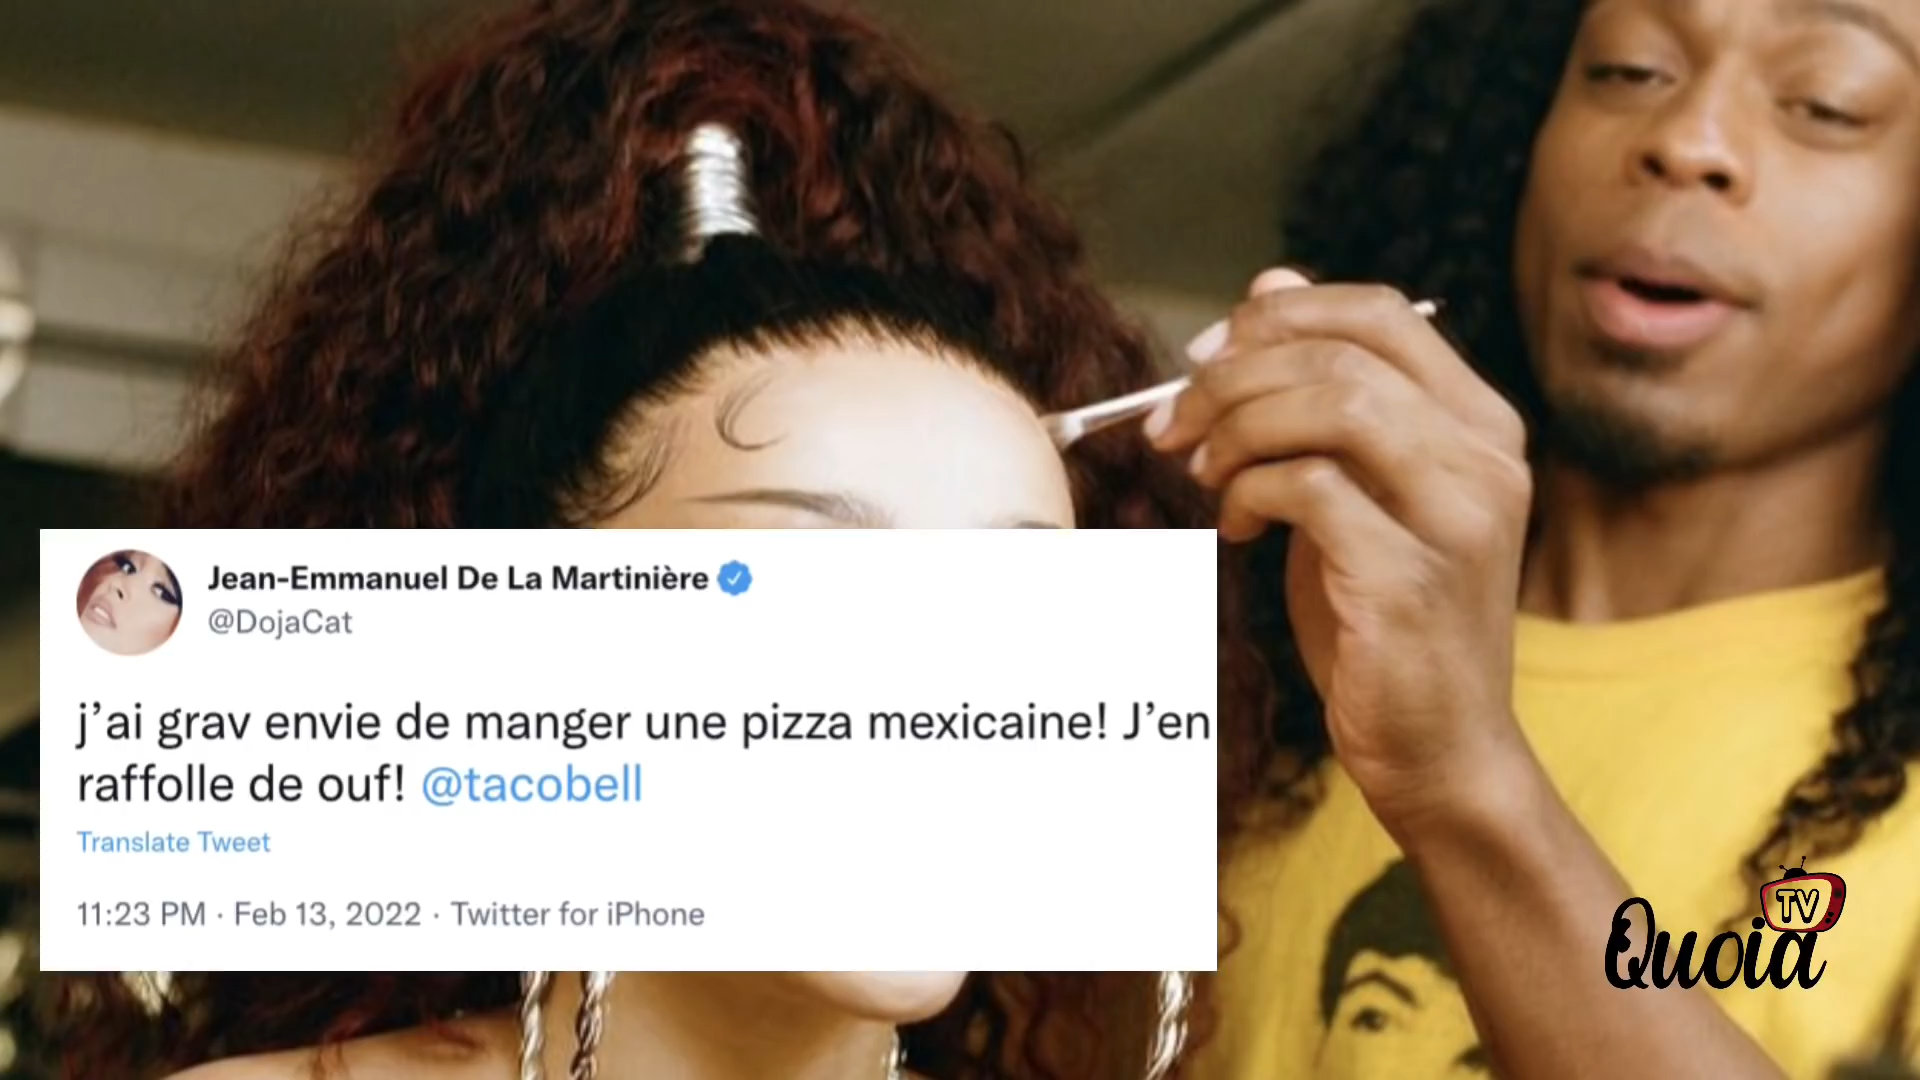 Jean-Emmanuel De La Martinière
@DojaCat
j’ai grav envie de manger une pizza mexicaine! J’en
raffolle de ouf! @tacobell
Translate Tweet
11:23 PM · Feb 13, 2022 · Twitter for iPhone
TV
Quoia